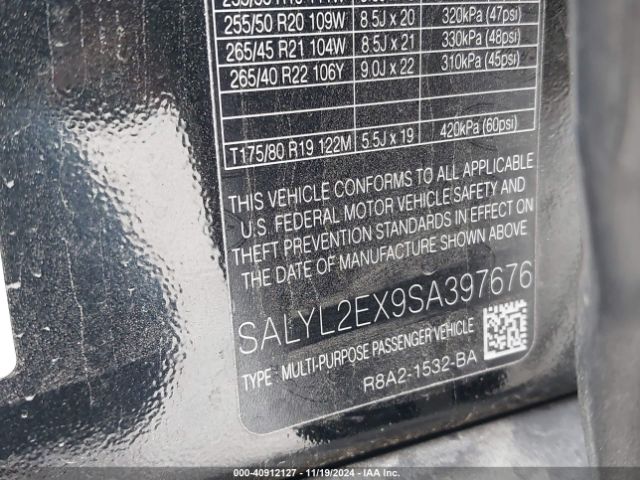 255/50 R20 109W 8.5J x 20 320kPa (47psi)
265/45 R21 104W 8.5J x 21 330kPa (48psi)
265/40 R22 106Y 9.0J x 22 310kPa (45psi)
T175/80 R19 122M 5.5J x 19 420kPa (60psi)
THIS VEHICLE CONFORMS TO ALL APPLICABLE
U.S. FEDERAL MOTOR VEHICLE SAFETY AND
THEFT PREVENTION STANDARDS IN EFFECT ON
THE DATE OF MANUFACTURE SHOWN ABOVE
SALYL2EX9SA397676
TYPE : MULTI-PURPOSE PASSENGER VEHICLE
R8A2-1532-BA
000-40912127 - 11/19/2024 - IAA Inc.